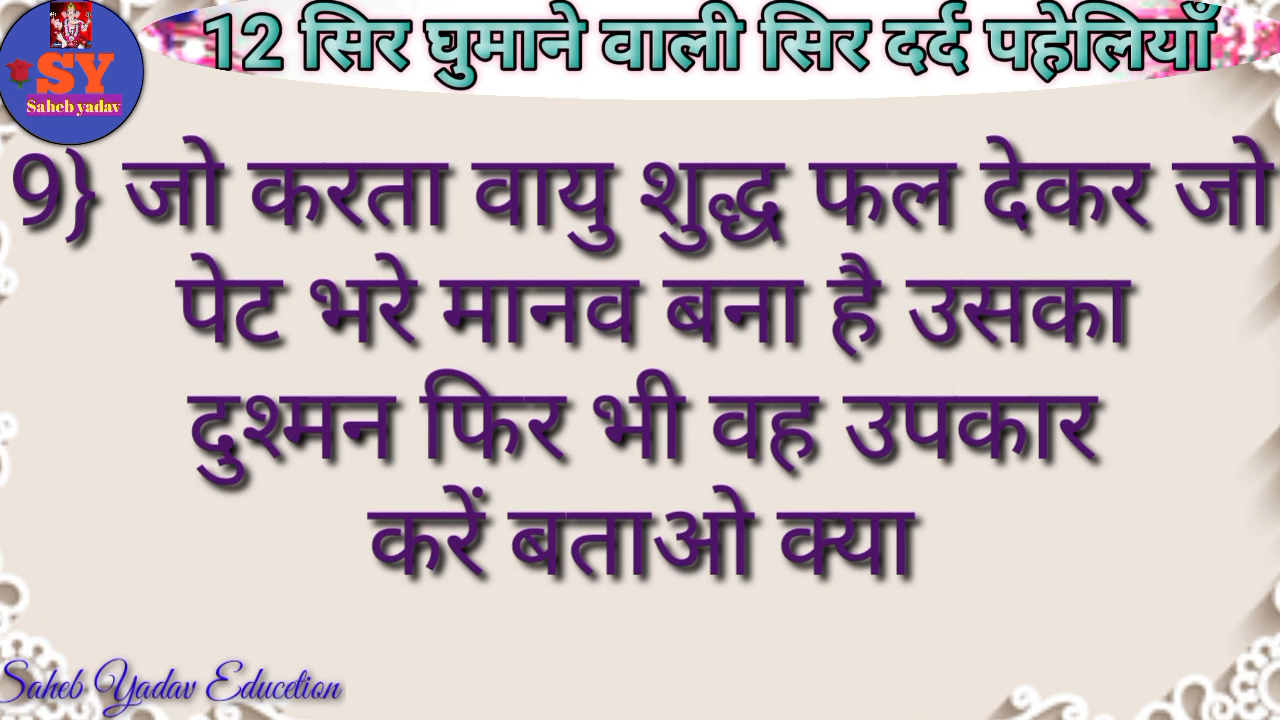 12 सिर घुमाने वाली सिर दर्द पहेलियाँ
SY
Saheb yadav
9} जो करता वायु शुद्ध फल देकर जो
पेट भरे मानव बना है उसका
दुश्मन फिर भी वह उपकार
करें बताओ क्या
Saheb Yadav Educetion